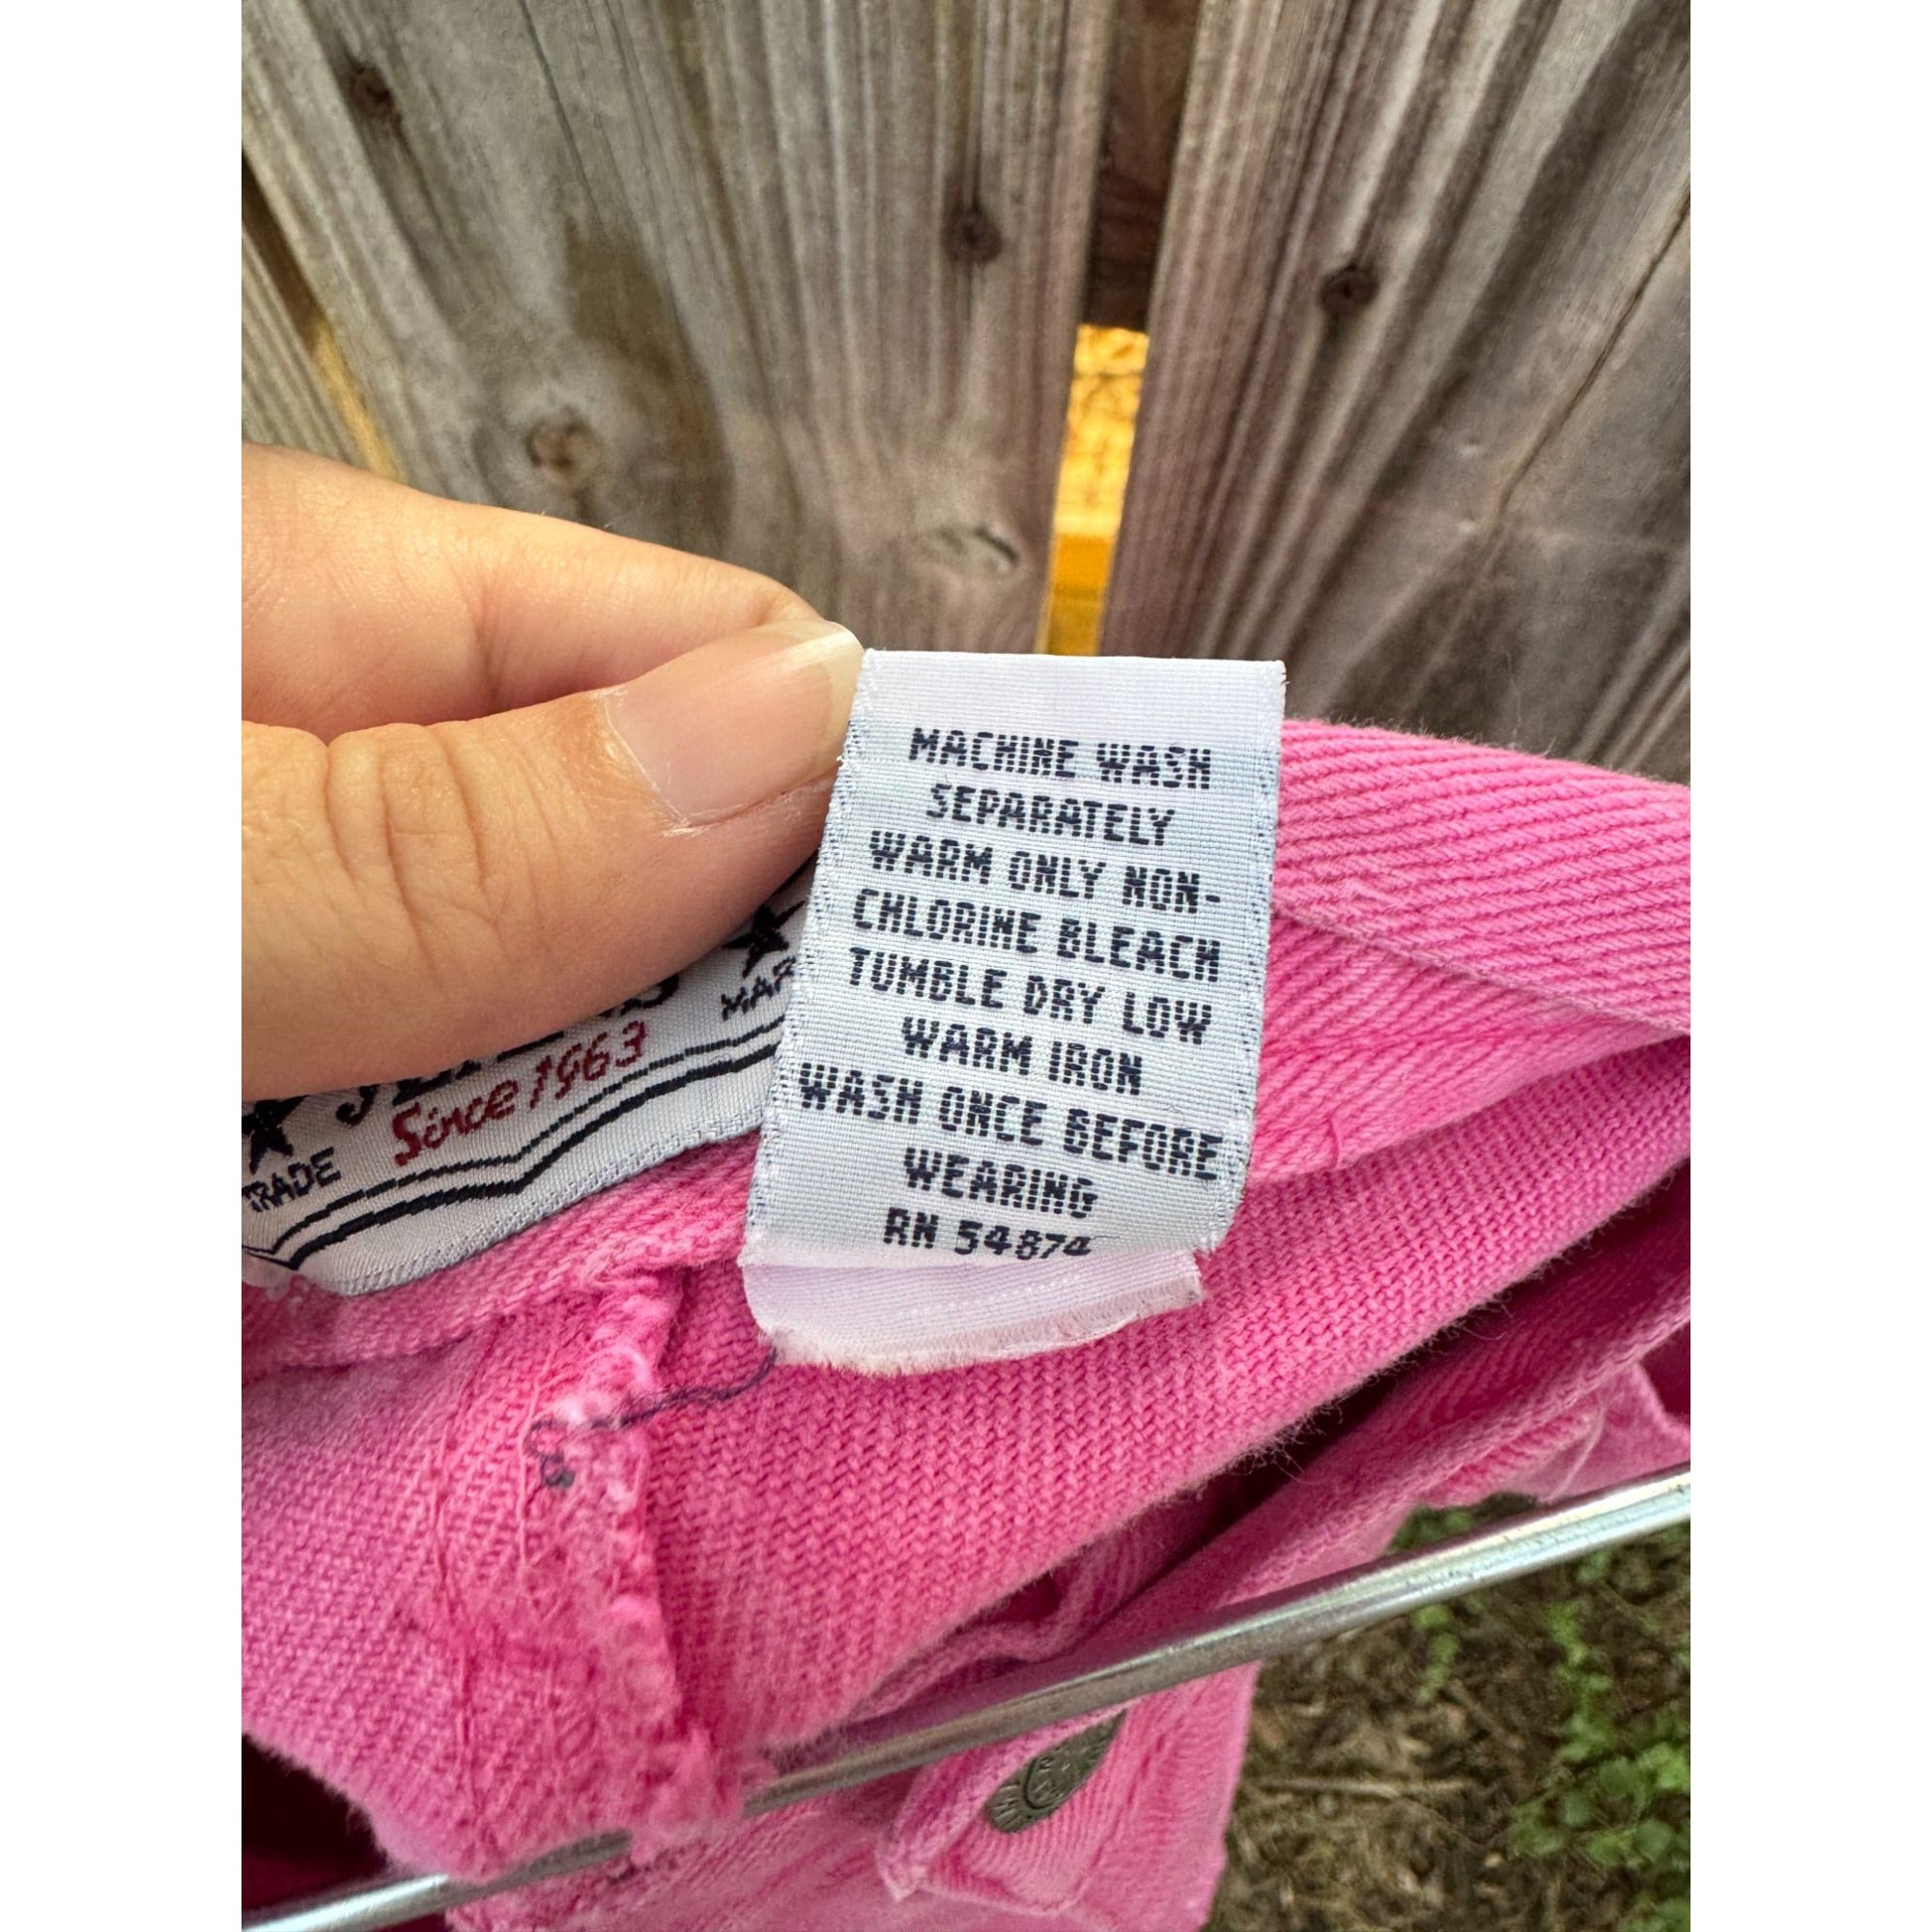 MACHINE WASH
SEPARATELY
WARM ONLY NON-
CHLORINE BLEACH
TUMBLE DRY LOW
WARM IRON
WASH ONCE BEFORE
WEARING
RN 54874
Since 1963
TRADE